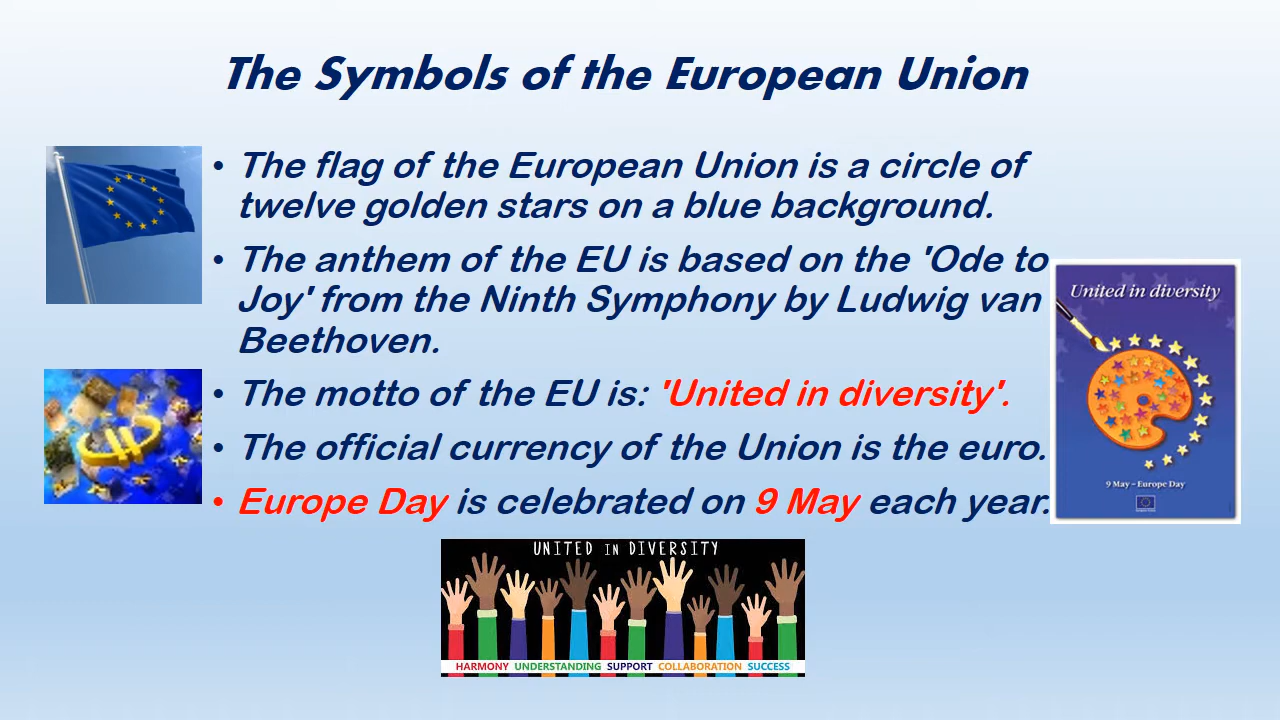 The Symbols of the European Union
• The flag of the European Union is a circle of
twelve golden stars on a blue background.
• The anthem of the EU is based on the 'Ode to
Joy' from the Ninth Symphony by Ludwig van
Beethoven.
• The motto of the EU is: 'United in diversity'.
• The official currency of the Union is the euro.
• Europe Day is celebrated on 9 May each year.
United in diversity
9 May – Europe Day
UNITED IN DIVERSITY
HARMONY UNDERSTANDING SUPPORT COLLABORATION SUCCESS